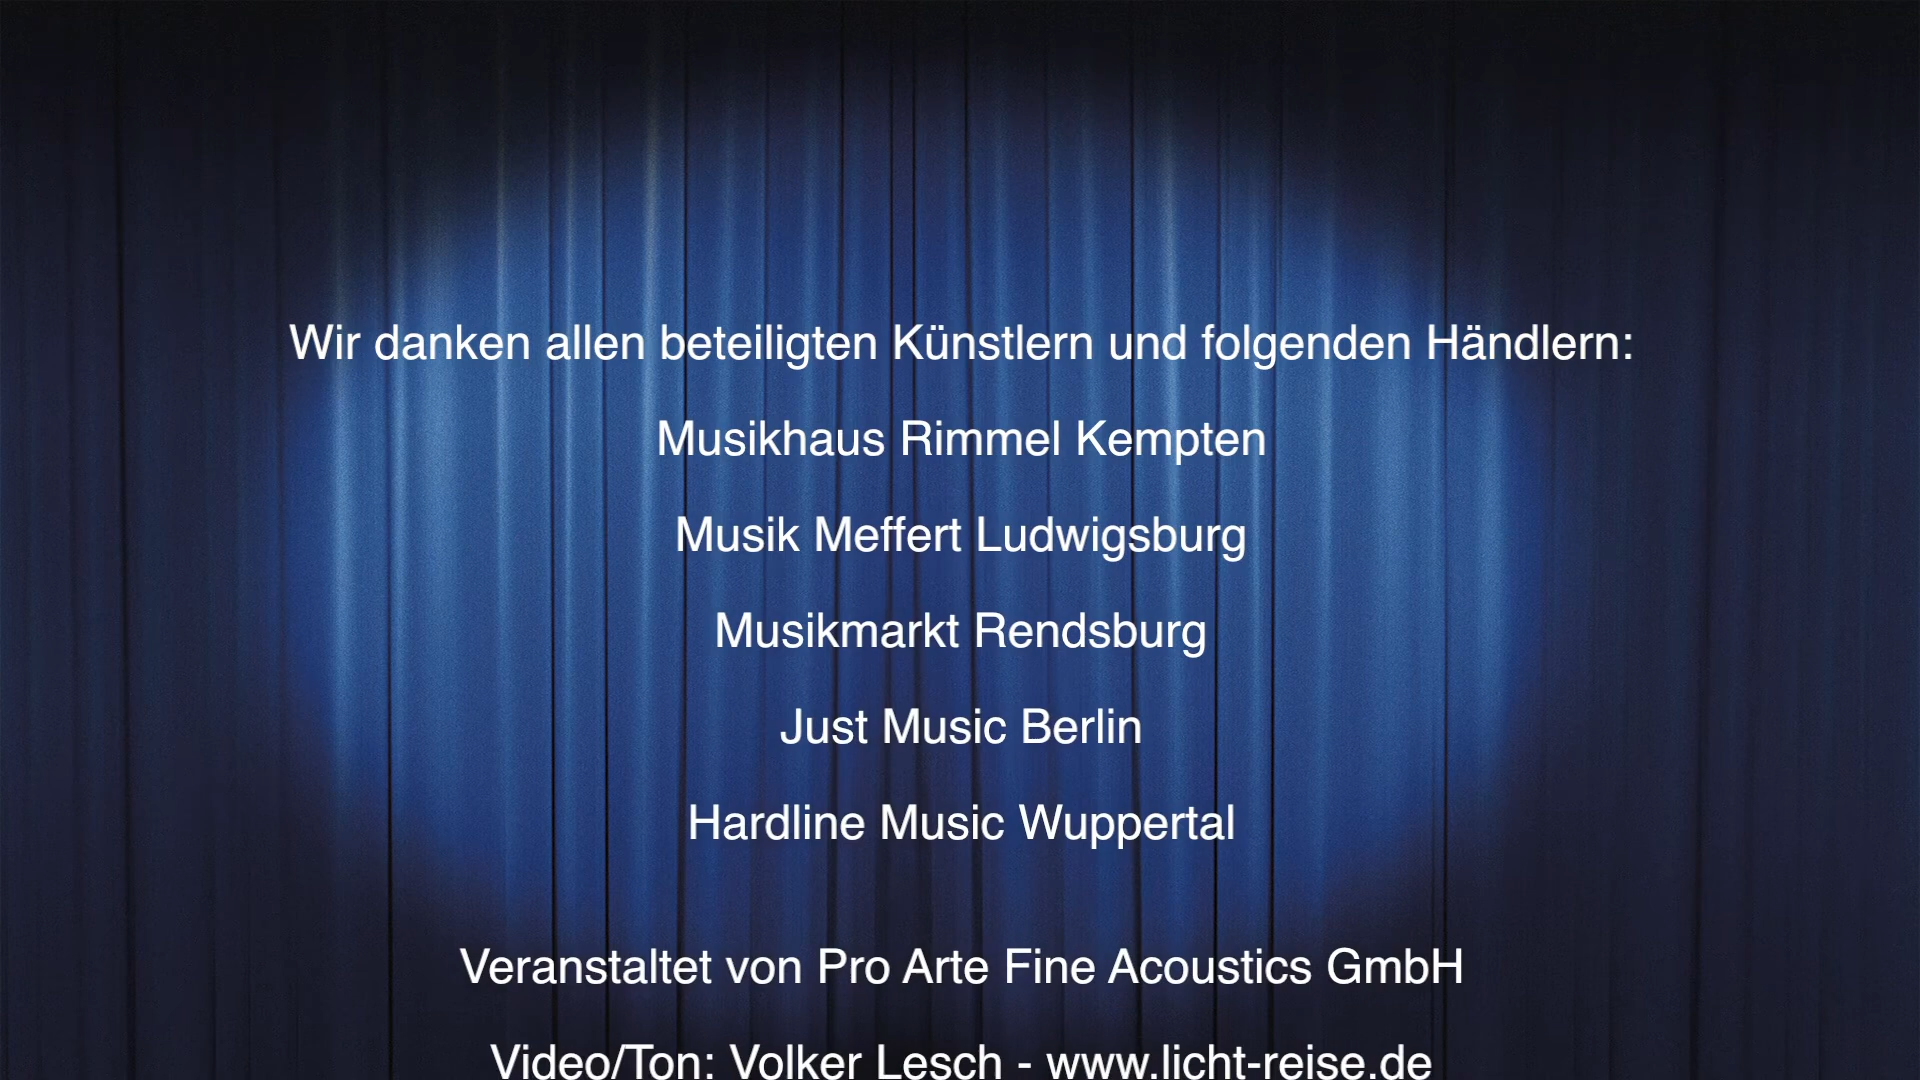 Wir danken allen beteiligten Künstlern und folgenden Händlern:
Musikhaus Rimmel Kempten
Musik Meffert Ludwigsburg
Musikmarkt Rendsburg
Just Music Berlin
Hardline Music Wuppertal
Veranstaltet von Pro Arte Fine Acoustics GmbH
Video/Ton: Volker Lesch - www.licht-reise.de